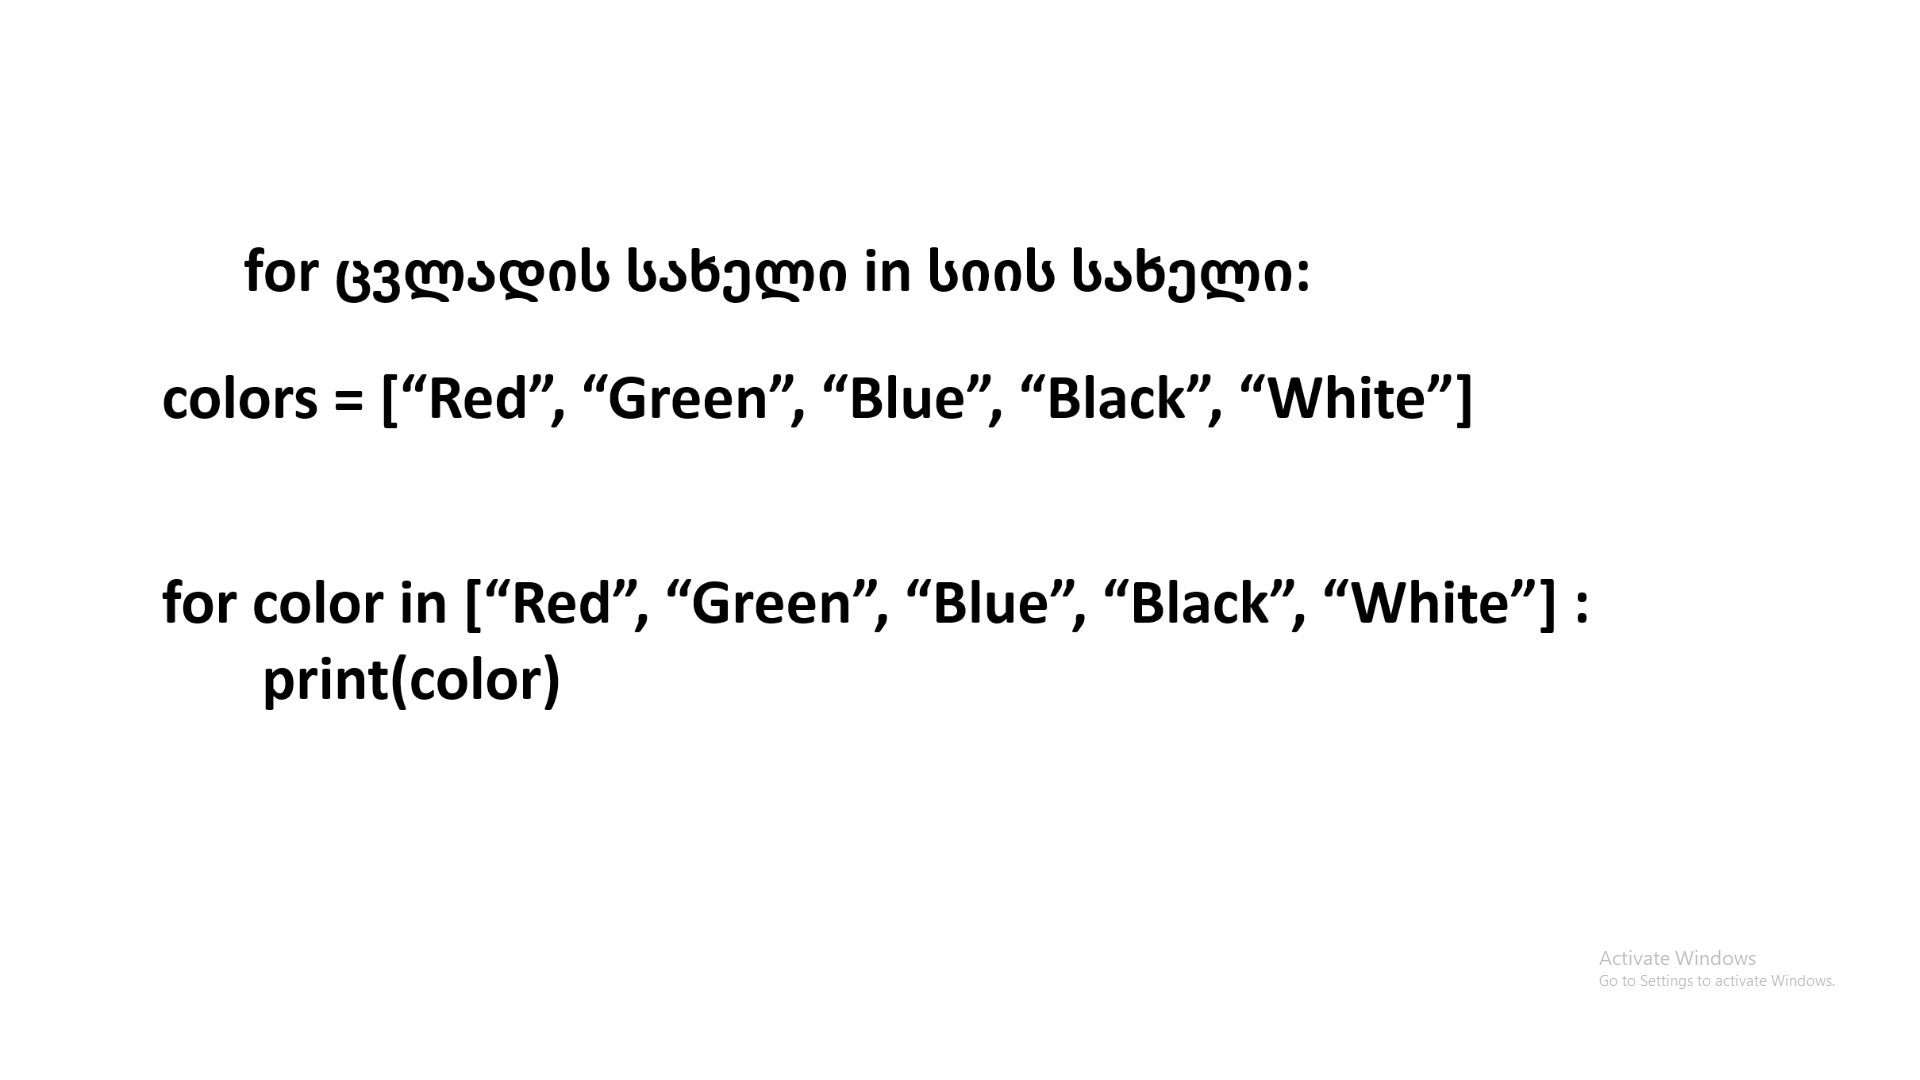 for ცვლადის სახელი in სიის სახელი:
colors = [“Red”, “Green”, “Blue”, “Black”, “White”]
for color in [“Red”, “Green”, “Blue”, “Black”, “White”] :
print(color)
Activate Windows
Go to Settings to activate Windows.